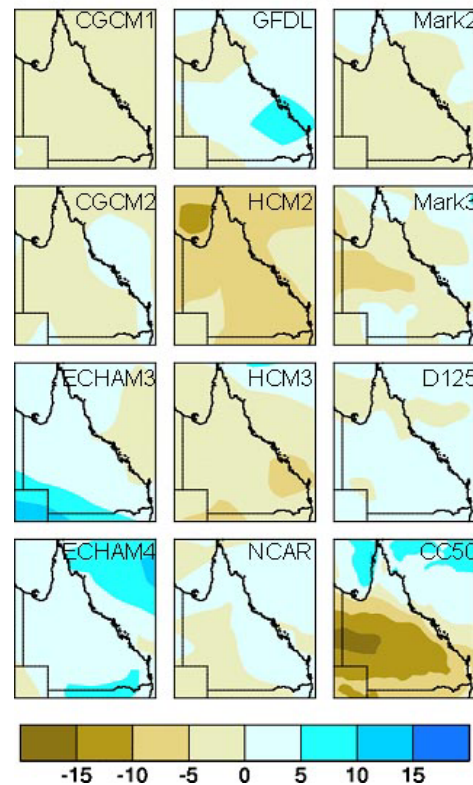 CGCM1 GFDL Mark2
CGCM2 HCM2 Mark3
ECHAM3 HCM3 D125
ECHAM4 NCAR CC50
-15 -10 -5 0 5 10 15